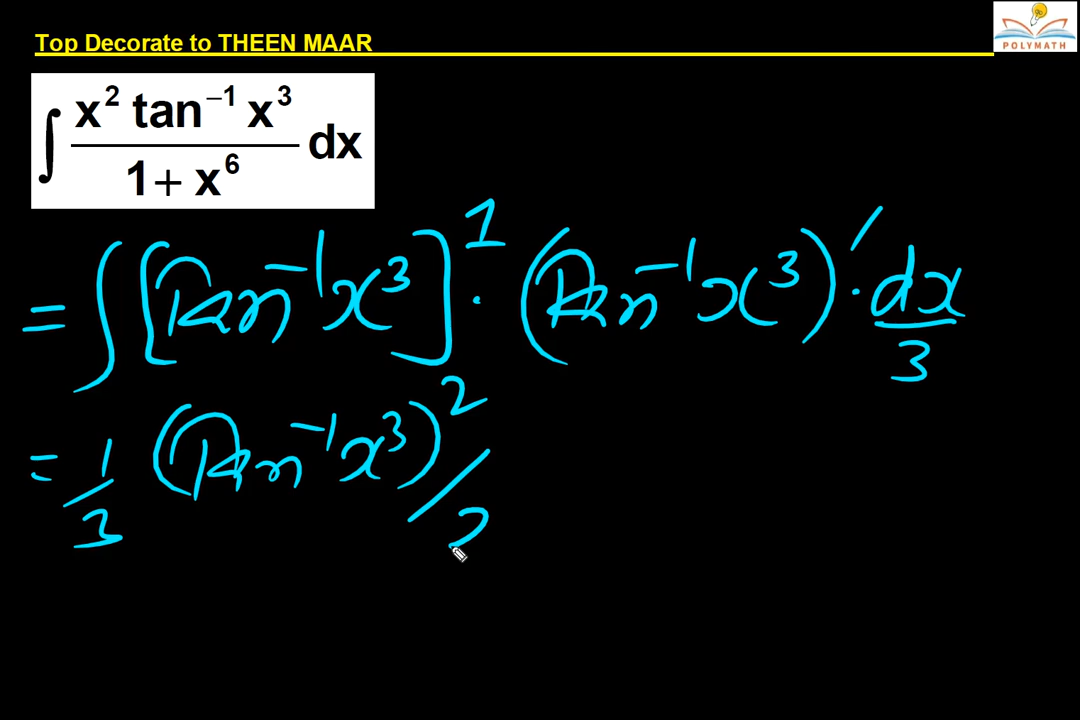 Top Decorate to THEEN MAAR
POLYMATH
∫ x² tan⁻¹ x³ / 1+ x⁶ dx
= ∫ [tan⁻¹x³]¹ · (tan⁻¹x³)′ · dx/3
= 1/3 (tan⁻¹x³)²/2